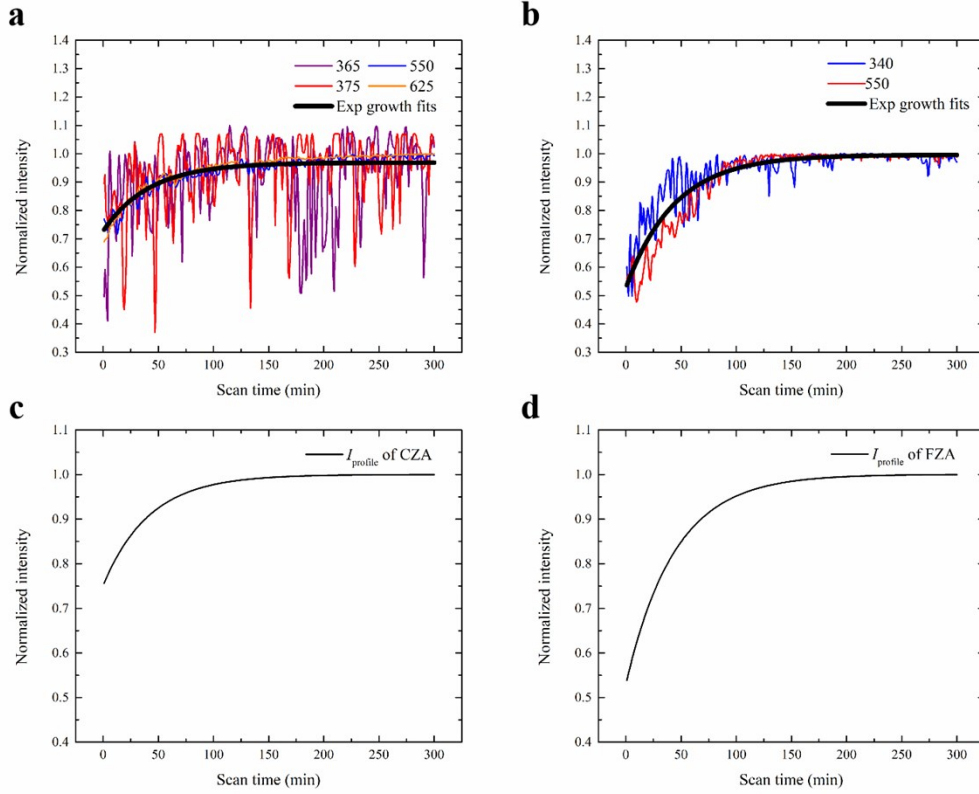 a
b
1.4
1.3
1.2
1.1
1.0
0.9
0.8
0.7
0.6
0.5
0.4
0.3
Normalized intensity
365 550
375 625
Exp growth fits
0 50 100 150 200 250 300
Scan time (min)
1.4
1.3
1.2
1.1
1.0
0.9
0.8
0.7
0.6
0.5
0.4
0.3
Normalized intensity
340
550
Exp growth fits
0 50 100 150 200 250 300
Scan time (min)
c
d
1.1
1.0
0.9
0.8
0.7
0.6
0.5
0.4
Normalized intensity
I profile of CZA
0 50 100 150 200 250 300
Scan time (min)
1.1
1.0
0.9
0.8
0.7
0.6
0.5
0.4
Normalized intensity
I profile of FZA
0 50 100 150 200 250 300
Scan time (min)